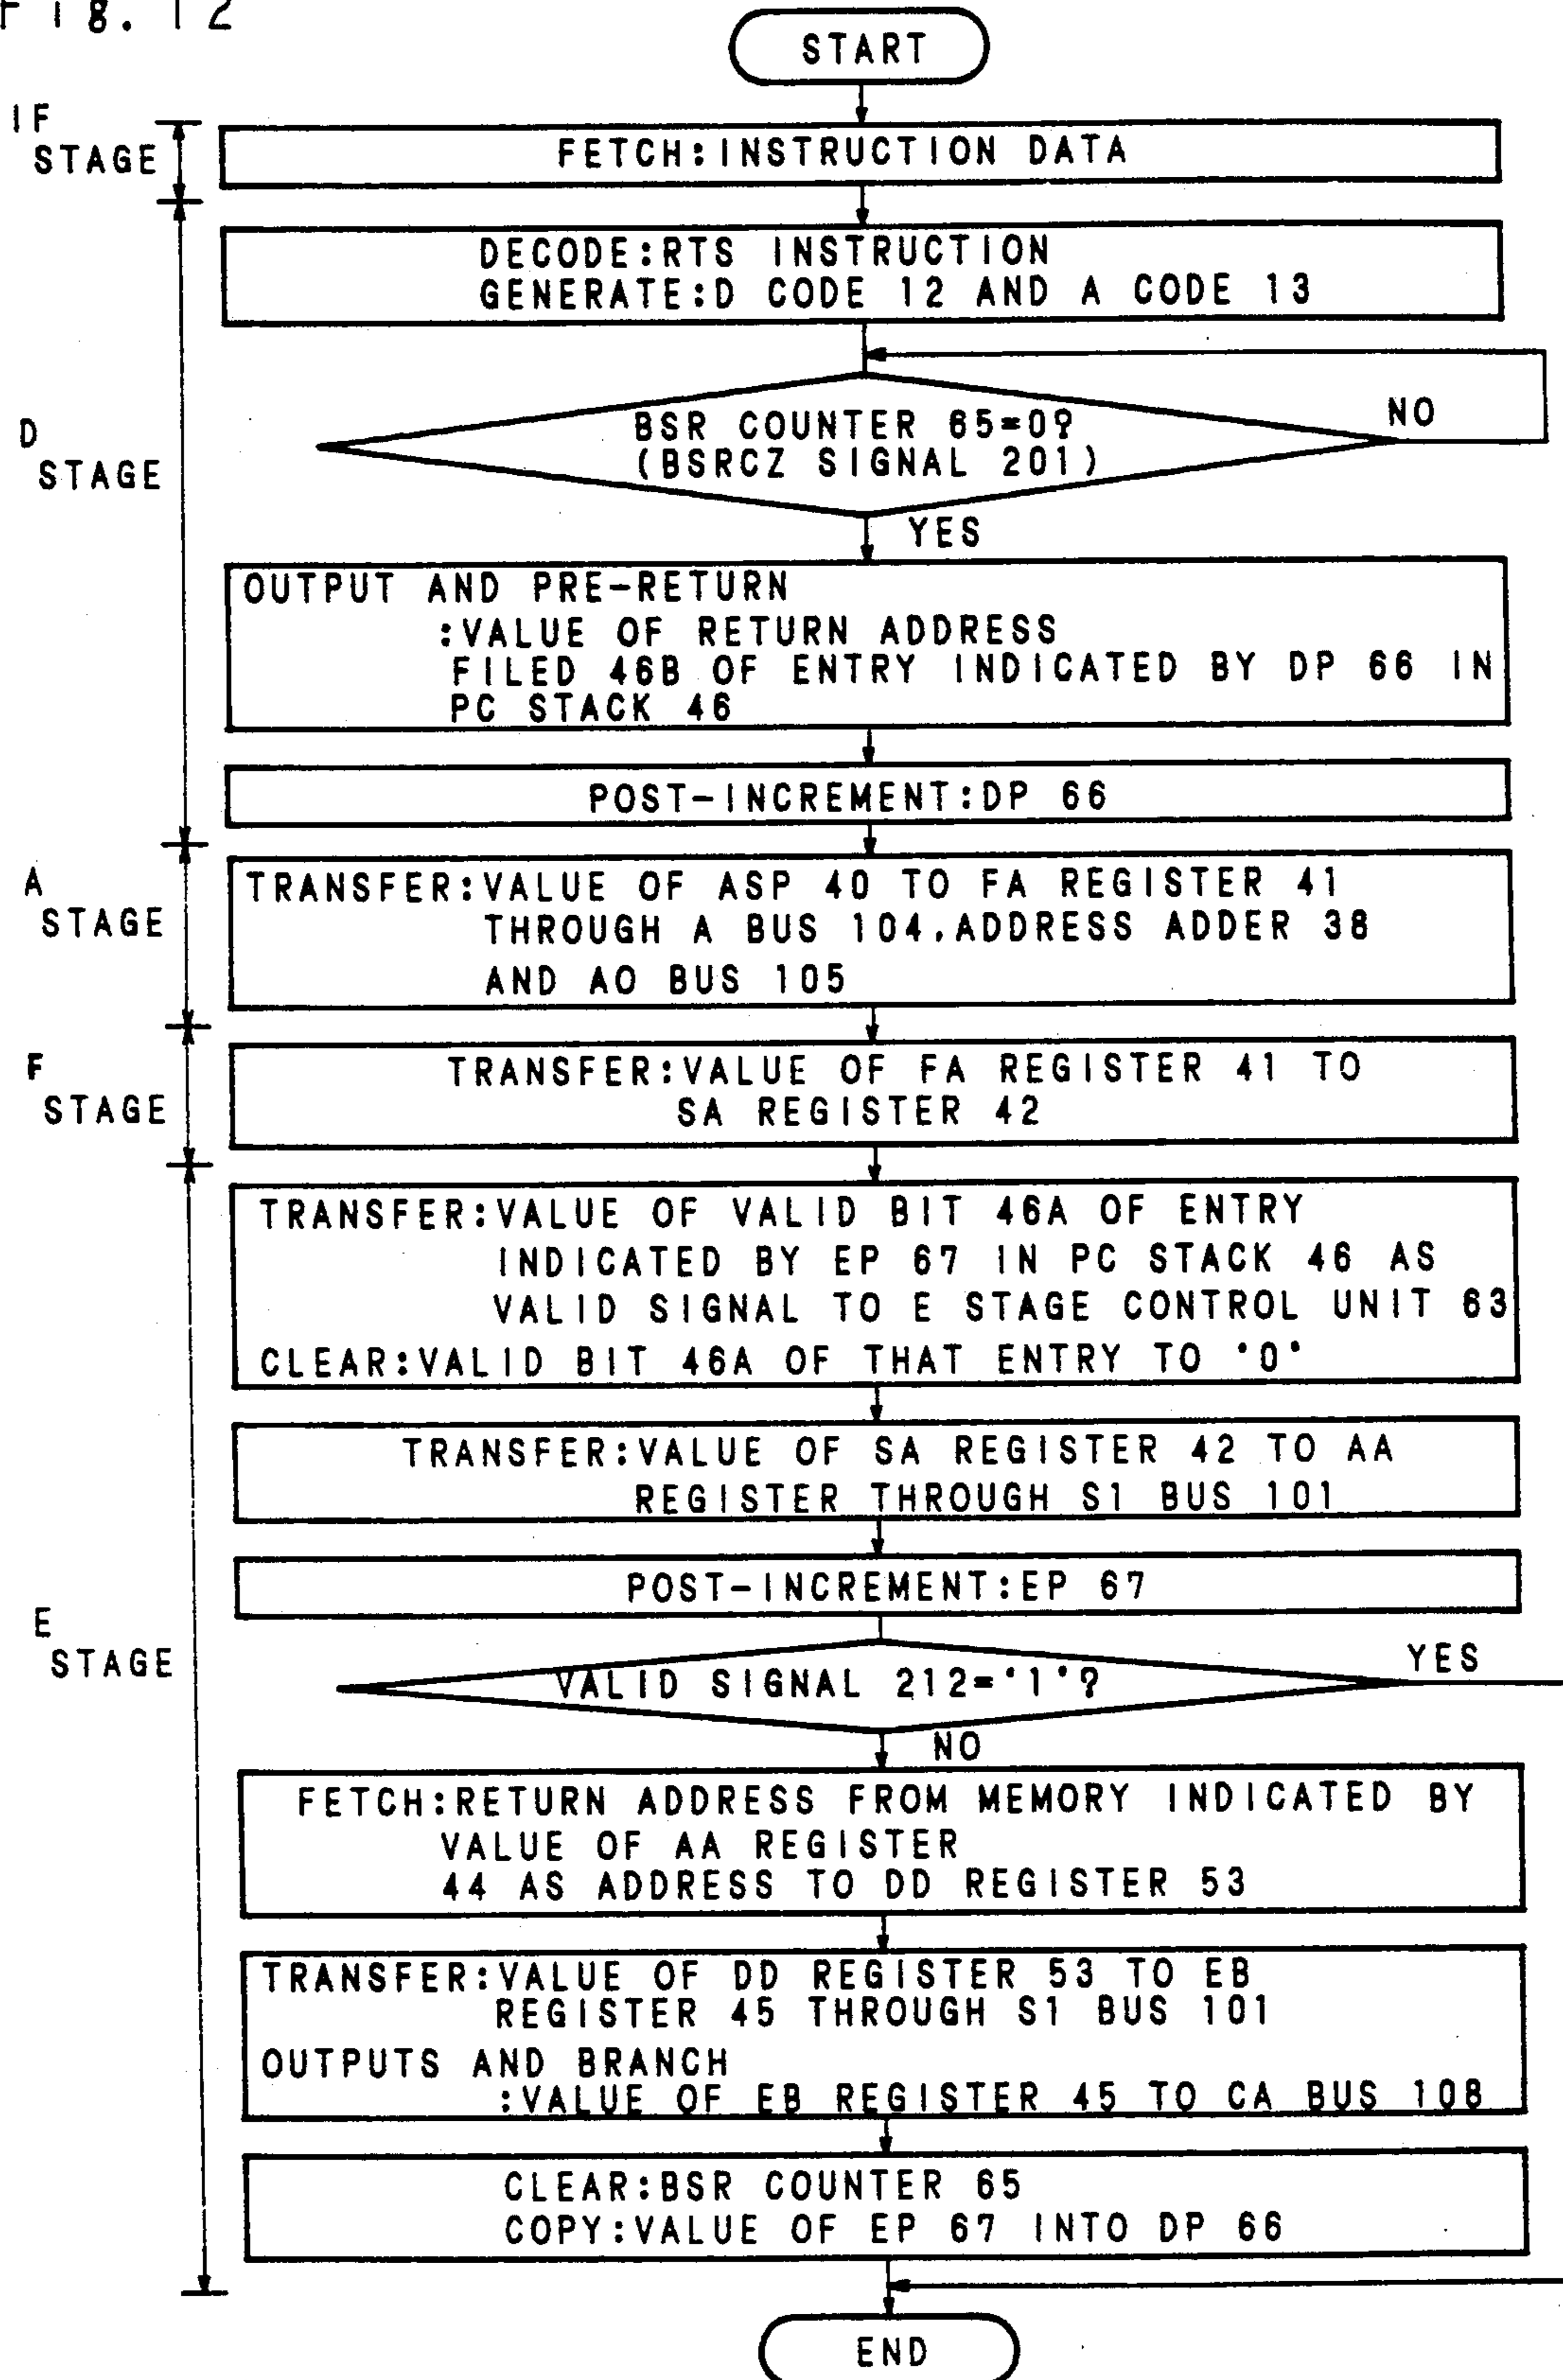 Fig. 12
START
IF
STAGE
FETCH:INSTRUCTION DATA
DECODE:RTS INSTRUCTION
GENERATE:D CODE 12 AND A CODE 13
D
STAGE
BSR COUNTER 65=0?
(BSRCZ SIGNAL 201)
NO
YES
OUTPUT AND PRE-RETURN
:VALUE OF RETURN ADDRESS
FILED 46B OF ENTRY INDICATED BY DP 66 IN
PC STACK 46
POST-INCREMENT:DP 66
A
STAGE
TRANSFER:VALUE OF ASP 40 TO FA REGISTER 41
THROUGH A BUS 104.ADDRESS ADDER 38
AND AO BUS 105
F
STAGE
TRANSFER:VALUE OF FA REGISTER 41 TO
SA REGISTER 42
E
STAGE
TRANSFER:VALUE OF VALID BIT 46A OF ENTRY
INDICATED BY EP 67 IN PC STACK 46 AS
VALID SIGNAL TO E STAGE CONTROL UNIT 63
CLEAR:VALID BIT 46A OF THAT ENTRY TO '0'
TRANSFER:VALUE OF SA REGISTER 42 TO AA
REGISTER THROUGH S1 BUS 101
POST-INCREMENT:EP 67
VALID SIGNAL 212='1'?
YES
NO
FETCH:RETURN ADDRESS FROM MEMORY INDICATED BY
VALUE OF AA REGISTER
44 AS ADDRESS TO DD REGISTER 53
TRANSFER:VALUE OF DD REGISTER 53 TO EB
REGISTER 45 THROUGH S1 BUS 101
OUTPUTS AND BRANCH
:VALUE OF EB REGISTER 45 TO CA BUS 108
CLEAR:BSR COUNTER 65
COPY:VALUE OF EP 67 INTO DP 66
END